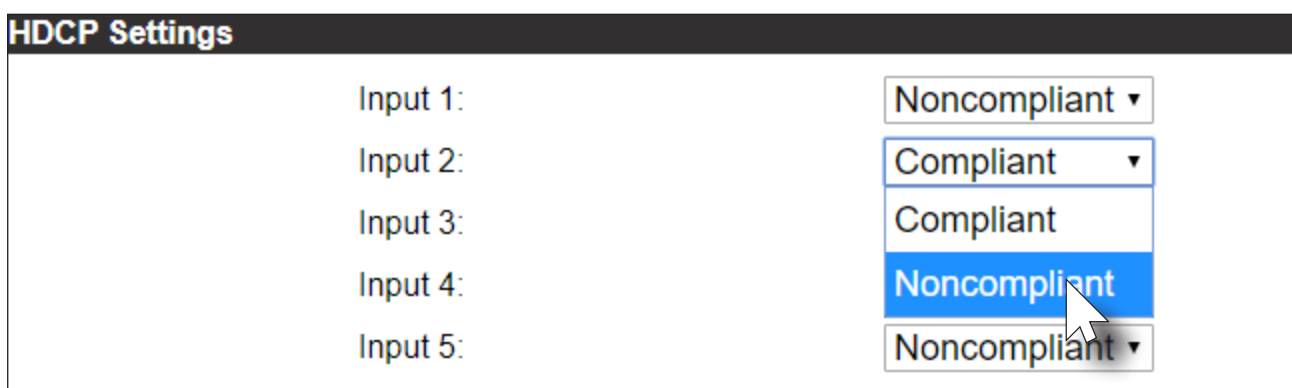 HDCP Settings
Input 1: Noncompliant
Input 2: Compliant
Input 3: Compliant
Input 4: Noncompliant
Input 5: Noncompliant